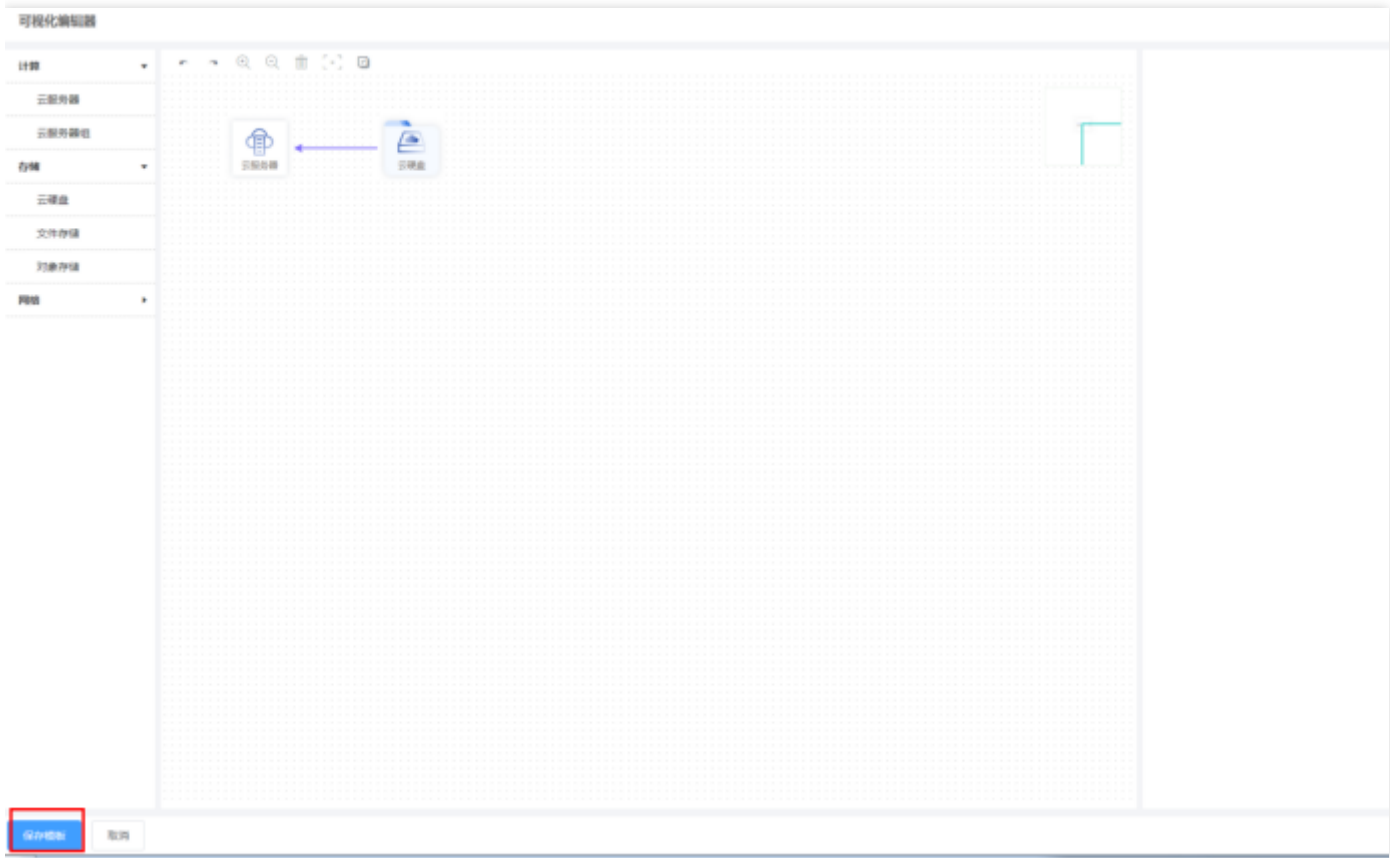 可视化编辑器
计算
云服务器
云服务器组
存储
云硬盘
文件存储
对象存储
网络
云服务器
云硬盘
保存模板
取消